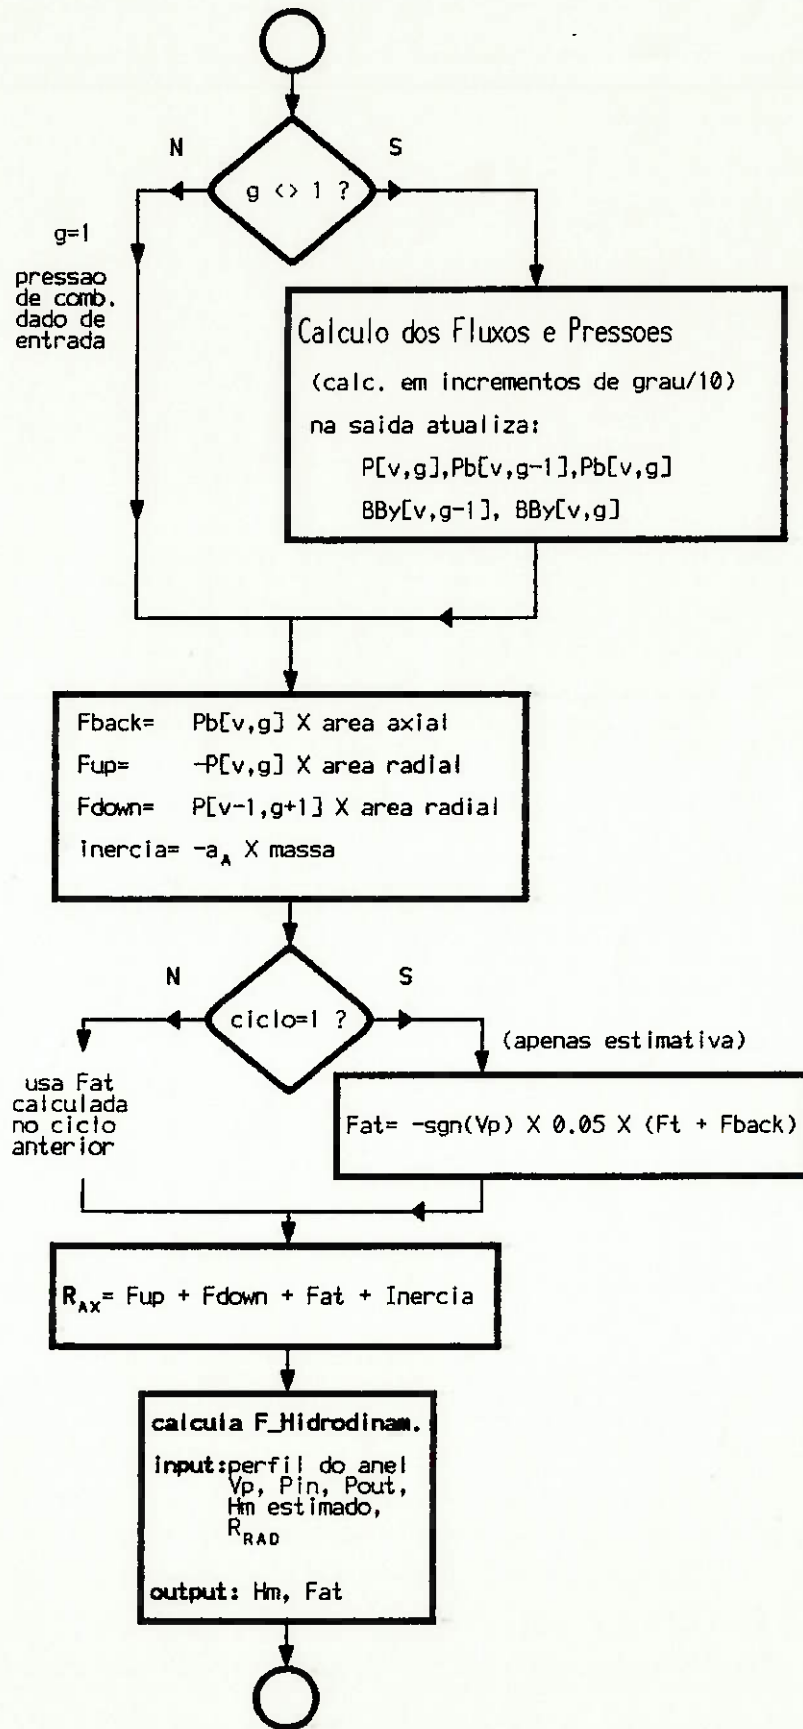 N
S
g <> 1 ?
g=1
pressao
de comb.
dado de
entrada
Calculo dos Fluxos e Pressoes
(calc. em incrementos de grau/10)
na saida atualiza:
P[v,g],Pb[v,g-1],Pb[v,g]
BBy[v,g-1], BBy[v,g]
Fback= Pb[v,g] X area axial
Fup= -P[v,g] X area radial
Fdown= P[v-1,g+1] X area radial
inercia= -a_A X massa
N
S
ciclo=1 ?
(apenas estimativa)
usa Fat
calculada
no ciclo
anterior
Fat= -sgn(Vp) X 0.05 X (Ft + Fback)
R_AX= Fup + Fdown + Fat + Inercia
calcula F_Hidrodinam.
input:perfil do anel
Vp, Pin, Pout,
Hm estimado,
R_RAD
output: Hm, Fat